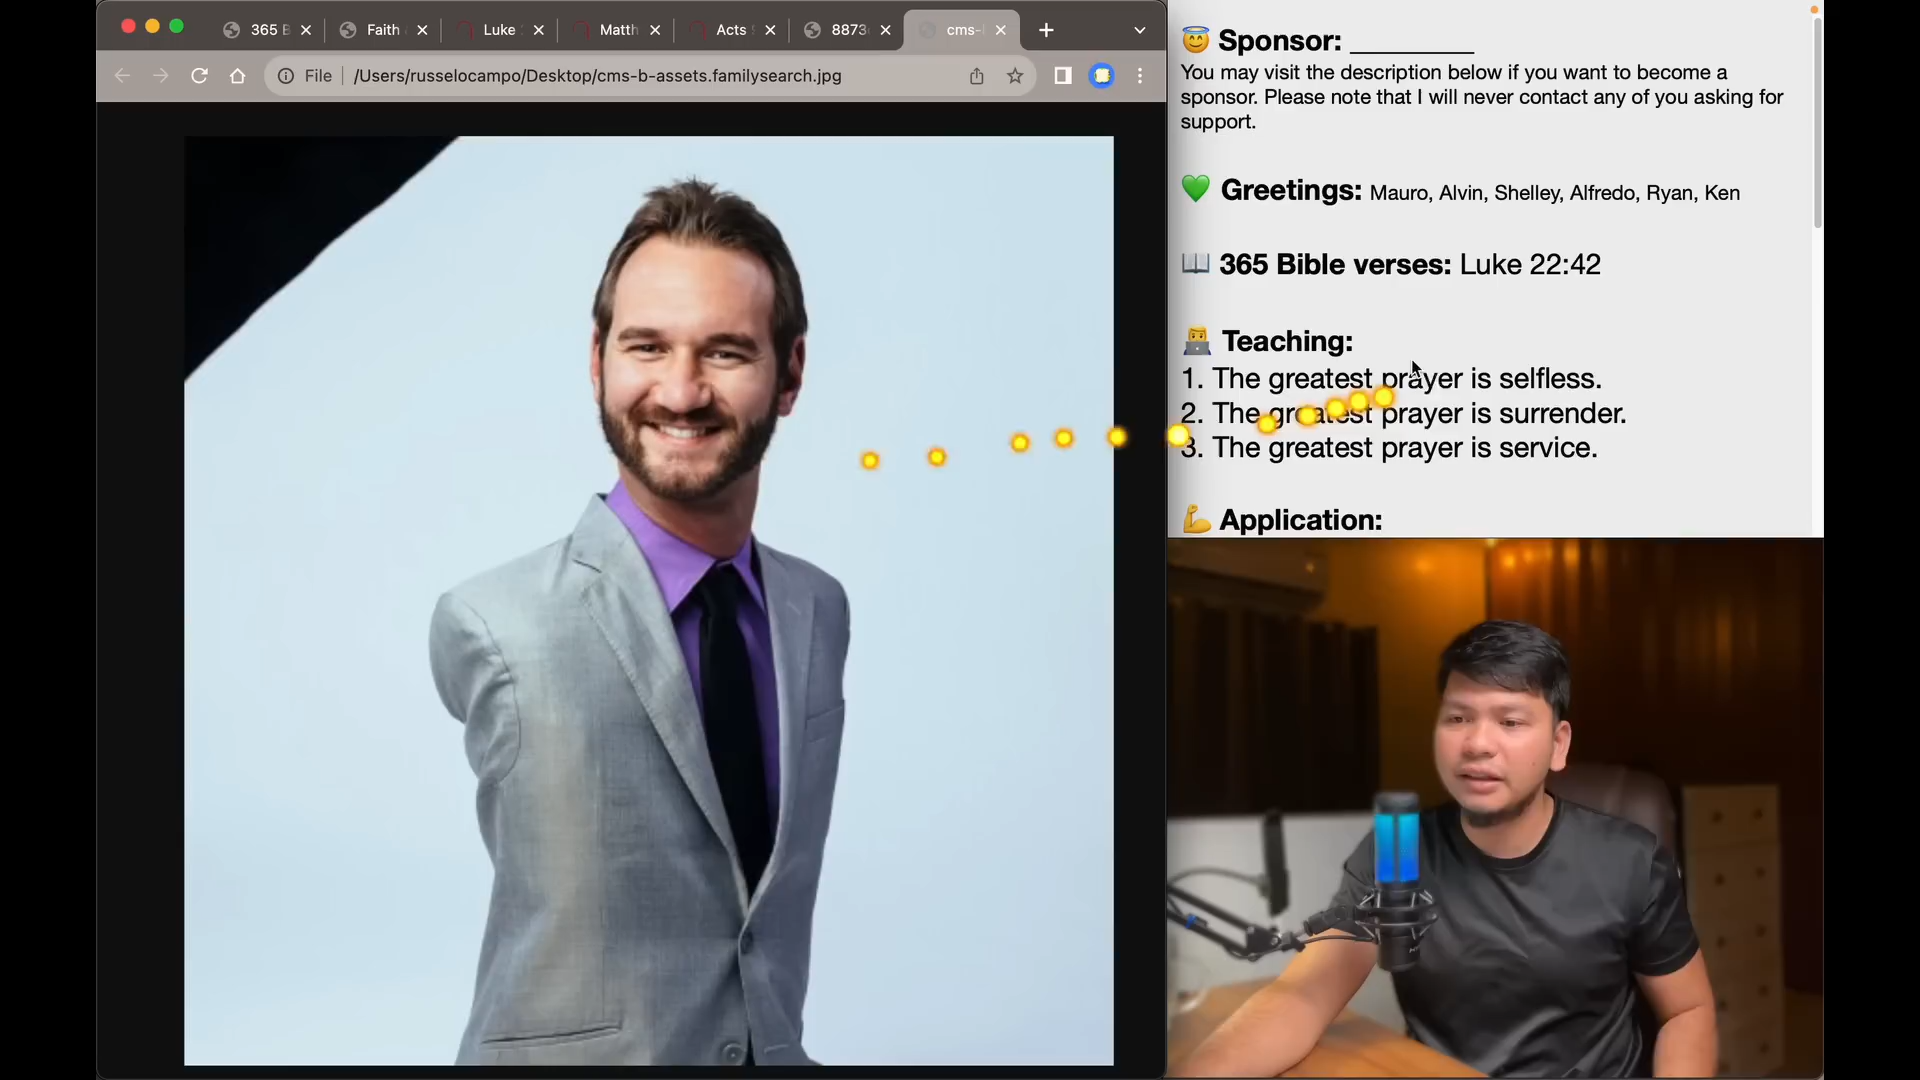 365 B
Faith
Luke
Matth
Acts
8873
cms-
File
/Users/russelocampo/Desktop/cms-b-assets.familysearch.jpg
Sponsor: __________
You may visit the description below if you want to become a
sponsor. Please note that I will never contact any of you asking for
support.
Greetings: Mauro, Alvin, Shelley, Alfredo, Ryan, Ken
365 Bible verses: Luke 22:42
Teaching:
1. The greatest prayer is selfless.
2. The greatest prayer is surrender.
3. The greatest prayer is service.
Application: